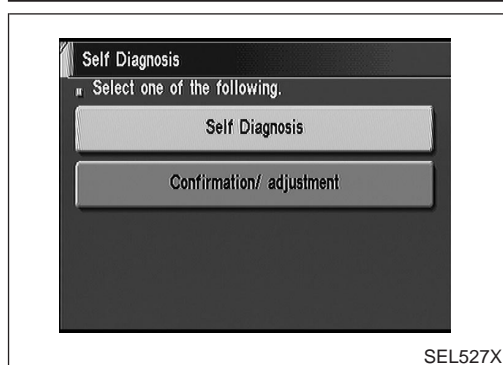 Self Diagnosis
Select one of the following.
Self Diagnosis
Confirmation/ adjustment
SEL527X